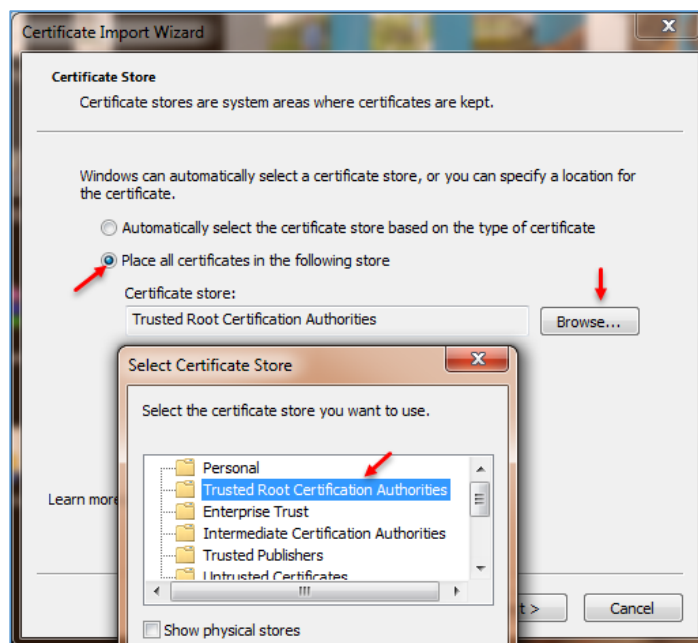 Certificate Import Wizard
Certificate Store
Certificate stores are system areas where certificates are kept.
Windows can automatically select a certificate store, or you can specify a location for
the certificate.
Automatically select the certificate store based on the type of certificate
Place all certificates in the following store
Certificate store:
Trusted Root Certification Authorities
Browse...
Select Certificate Store
Select the certificate store you want to use.
Personal
Trusted Root Certification Authorities
Enterprise Trust
Intermediate Certification Authorities
Trusted Publishers
Untrusted Certificates
Learn more
t >
Cancel
Show physical stores